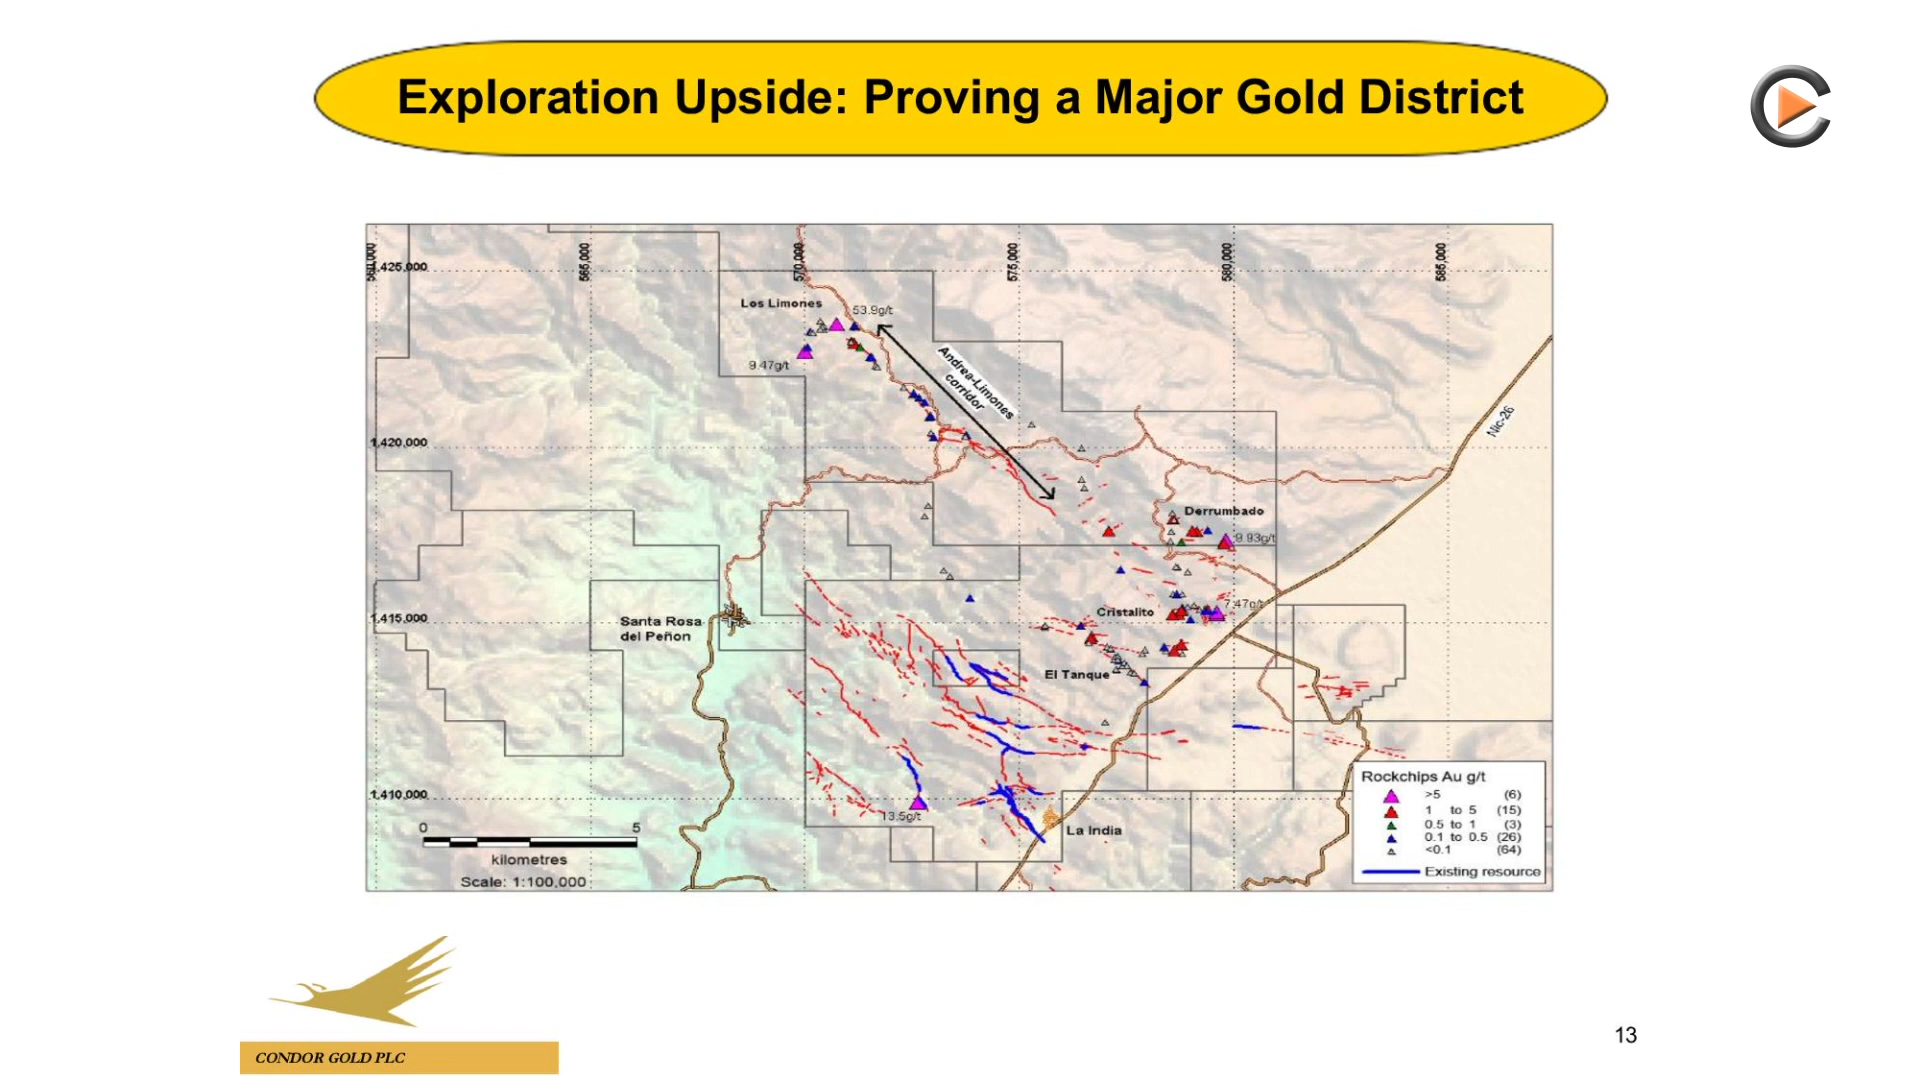 Exploration Upside: Proving a Major Gold District
565,000
570,000
575,000
580,000
585,000
1,425,000
Los Limones
53.9g/t
9.47g/t
Andrea-Limones
corridor
Nic-26
1,420,000
Derrumbado
9.93g/t
7.47g/t
Cristalito
1,415,000
Santa Rosa
del Peñon
El Tanque
1,410,000
13.5g/t
La India
0 5
kilometres
Scale: 1:100,000
Rockchips Au g/t
>5 (6)
1 to 5 (15)
0.5 to 1 (3)
0.1 to 0.5 (26)
<0.1 (64)
Existing resource
CONDOR GOLD PLC
13